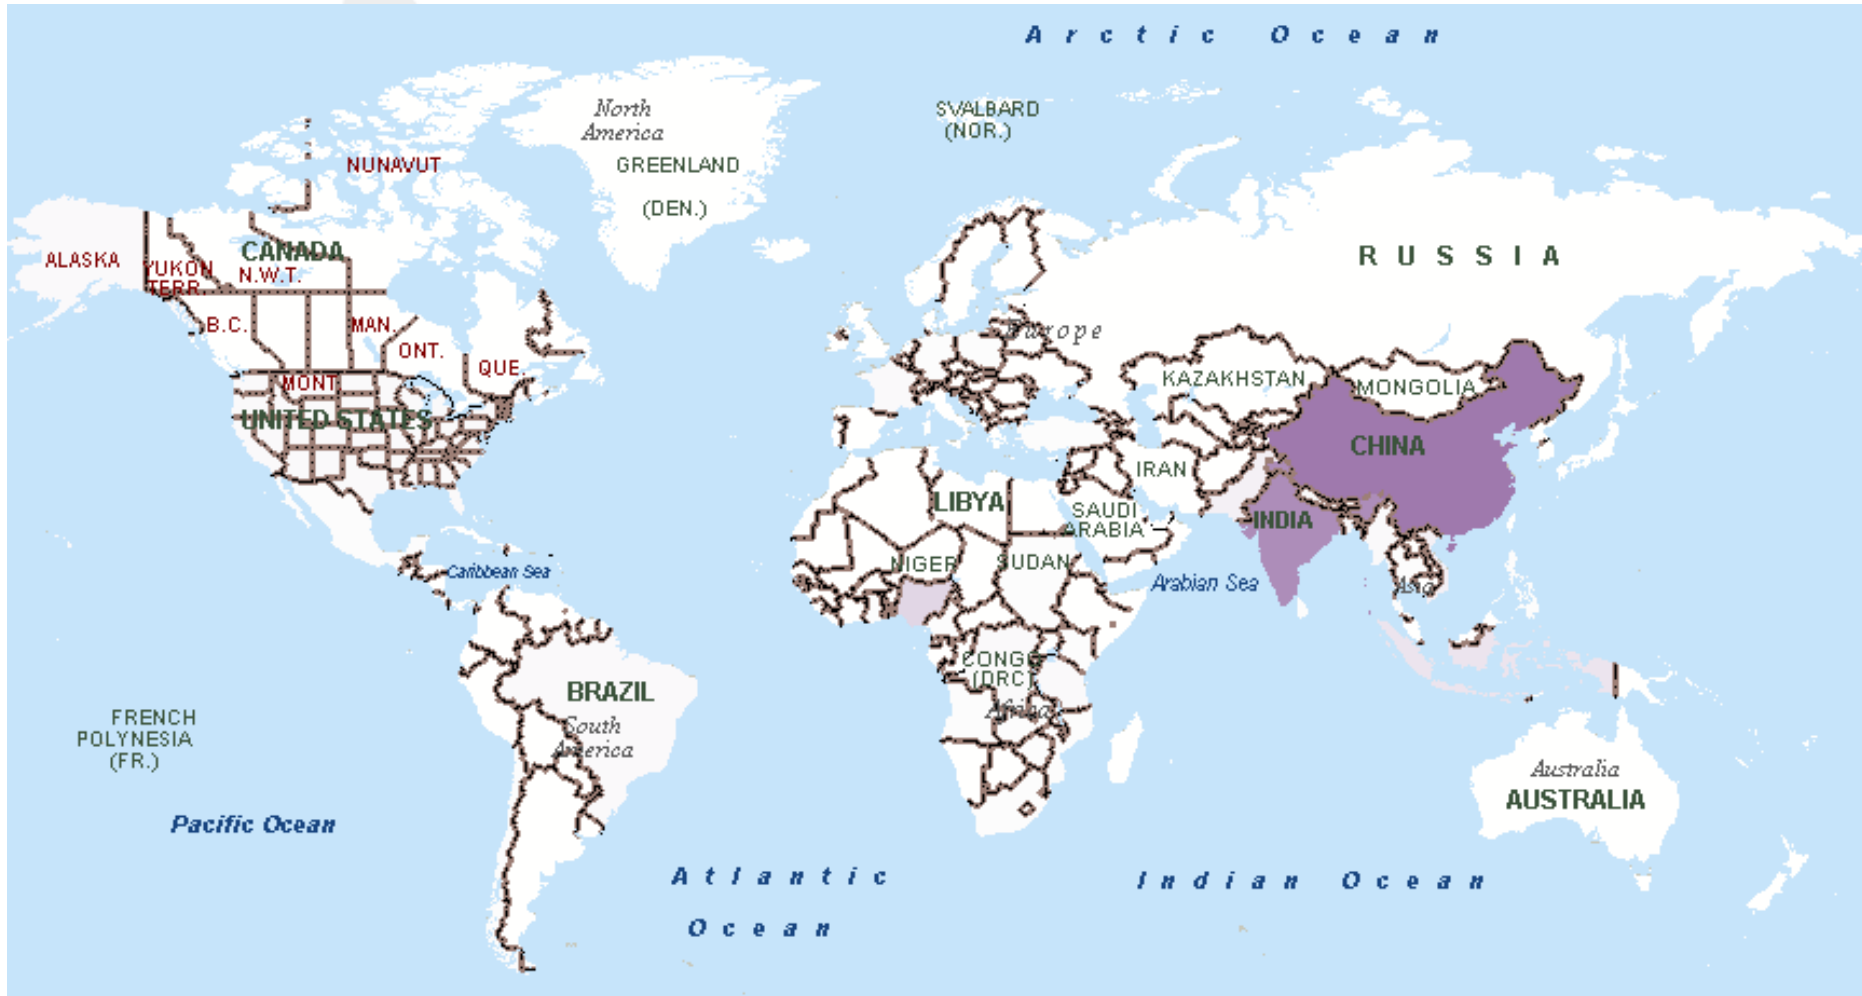 Arctic Ocean
North
America
SVALBARD
(NOR.)
NUNAVUT
GREENLAND
(DEN.)
CANADA
RUSSIA
ALASKA
YUKON
TERR.
N.W.T.
B.C.
MAN.
Europe
ONT.
QUE.
KAZAKHSTAN
MONGOLIA
MONT
UNITED STATES
CHINA
IRAN
LIBYA
SAUDI
ARABIA
INDIA
NIGER
SUDAN
Caribbean Sea
Arabian Sea
Asia
CONGO
(DRC)
BRAZIL
Africa
FRENCH
POLYNESIA
(FR.)
South
America
Australia
AUSTRALIA
Pacific Ocean
Atlantic
Ocean
Indian Ocean